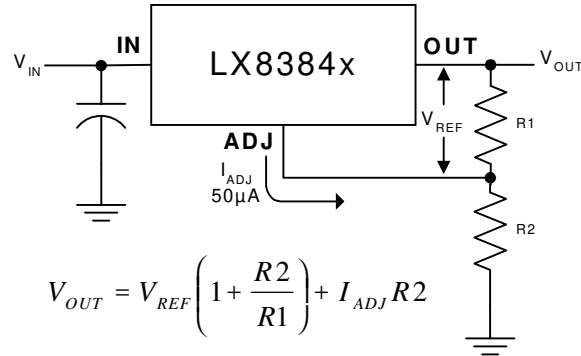 IN
LX8384x
OUT
V_IN
V_OUT
V_REF
R1
ADJ
I_ADJ
50µA
R2
V_OUT = V_REF (1 + R2/R1) + I_ADJ R2